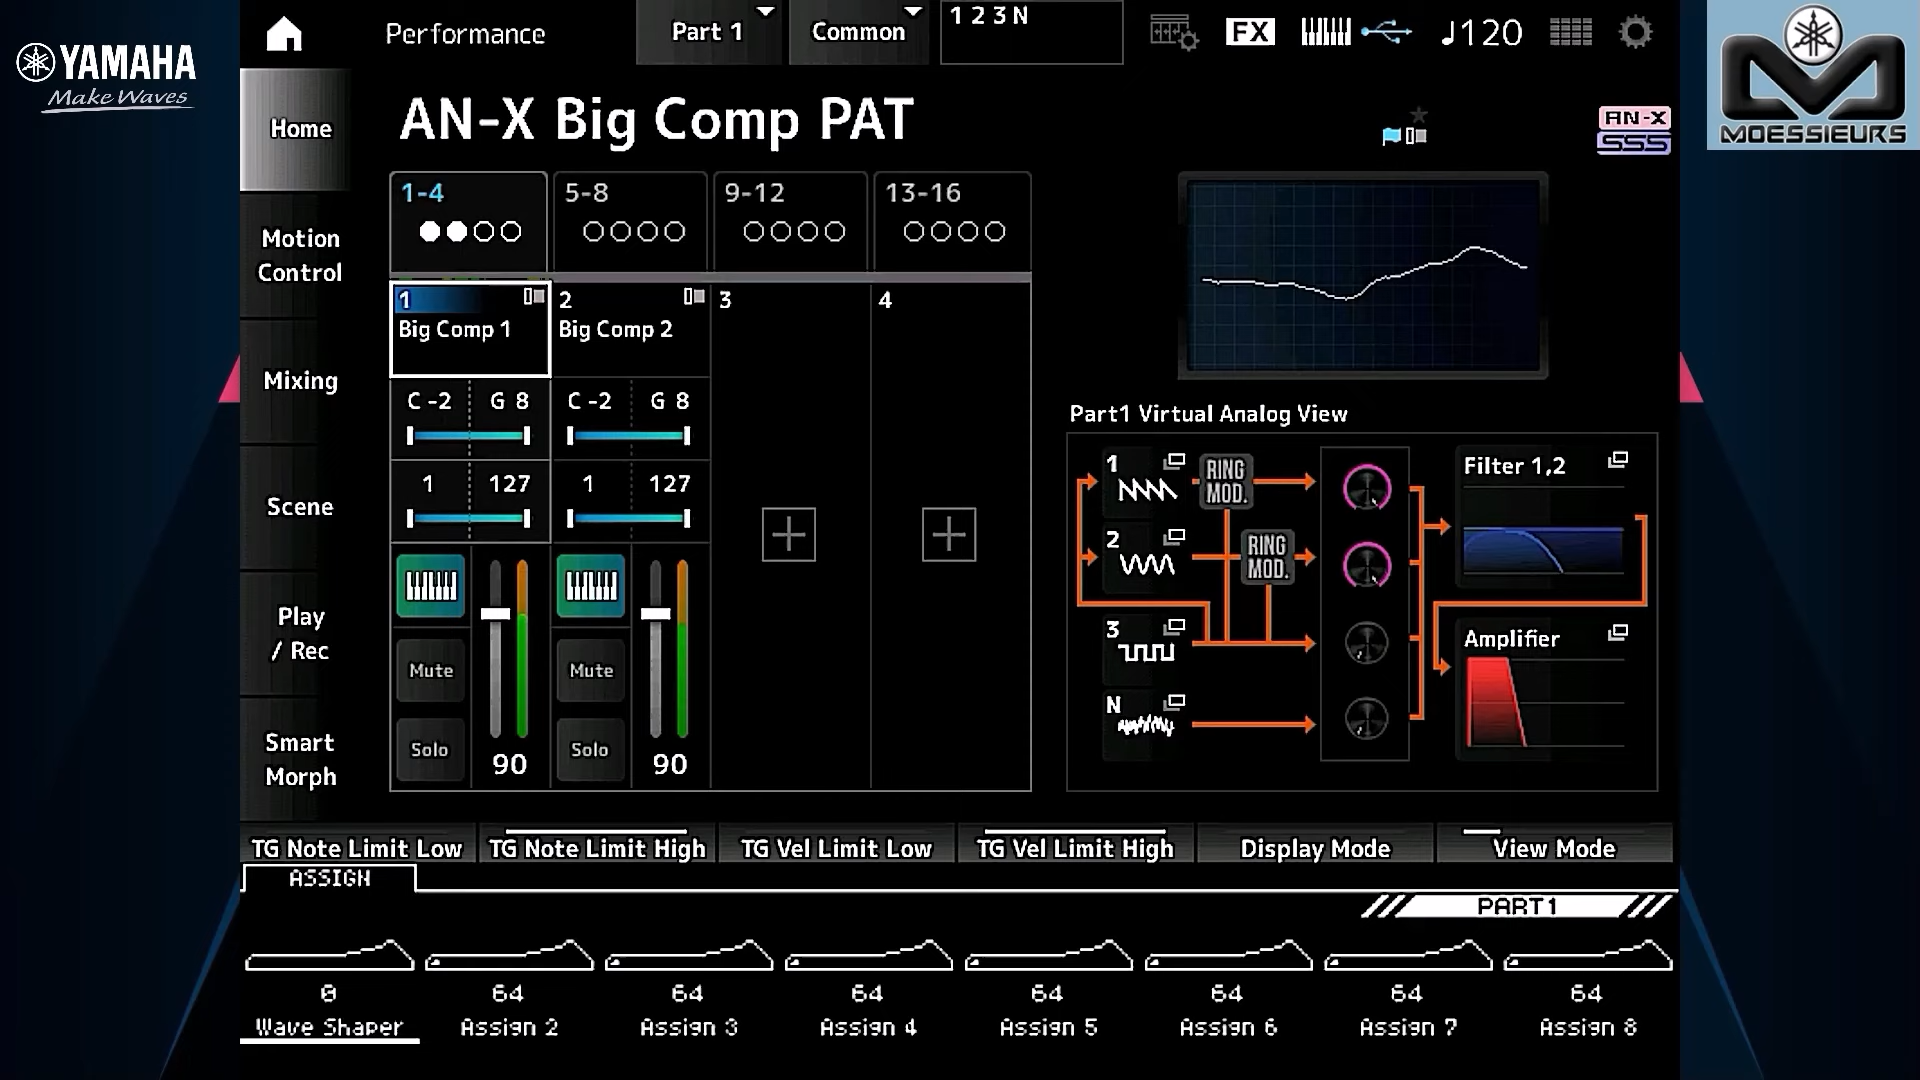 YAMAHA
Make Waves
Performance
Part 1
Common
1 2 3 N
FX
♩120
MOESSIEURS
Home
AN-X Big Comp PAT
AN-X
SSS
1-4
5-8
9-12
13-16
Motion
Control
1
2
3
4
Big Comp 1
Big Comp 2
Mixing
C -2
G 8
C -2
G 8
Part1 Virtual Analog View
1
127
1
127
Scene
1
RING
MOD.
Filter 1,2
2
RING
MOD.
Play
/ Rec
3
Amplifier
Mute
Mute
N
Smart
Morph
Solo
90
Solo
90
TG Note Limit Low
TG Note Limit High
TG Vel Limit Low
TG Vel Limit High
Display Mode
View Mode
ASSIGN
PART1
0
64
64
64
64
64
64
64
Wave Shaper
Assign 2
Assign 3
Assign 4
Assign 5
Assign 6
Assign 7
Assign 8